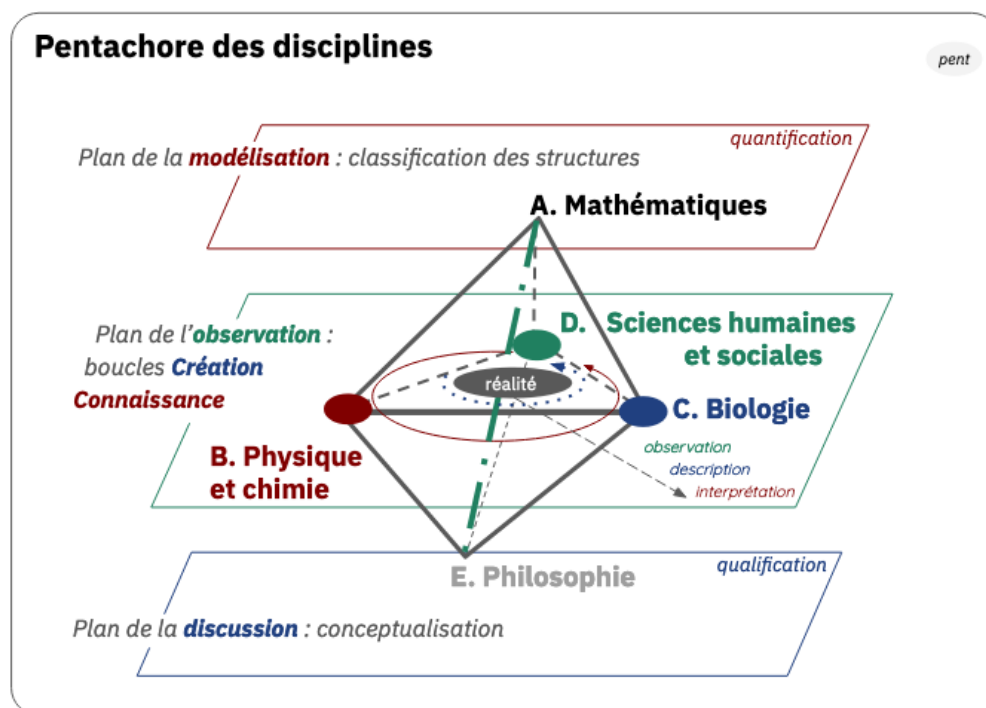 Pentachore des disciplines
pent
quantification
Plan de la modélisation : classification des structures
A. Mathématiques
Plan de l'observation :
boucles Création
Connaissance
D. Sciences humaines
et sociales
réalité
C. Biologie
B. Physique
et chimie
observation
description
interprétation
qualification
E. Philosophie
Plan de la discussion : conceptualisation